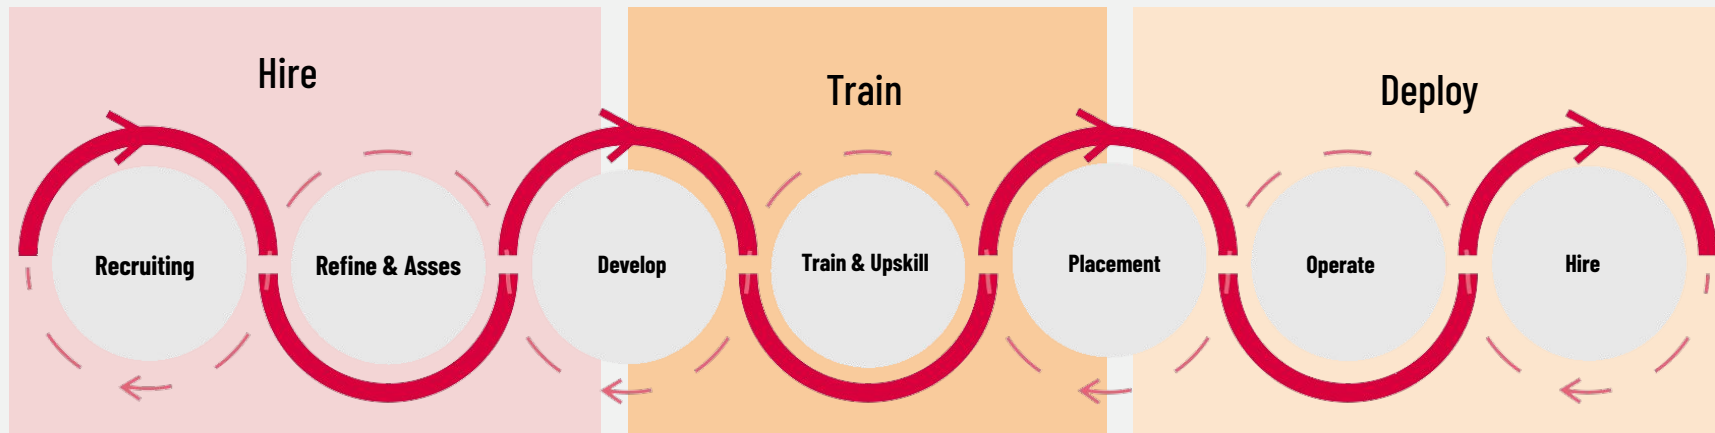 Hire
Train
Deploy
Recruiting
Refine & Asses
Develop
Train & Upskill
Placement
Operate
Hire